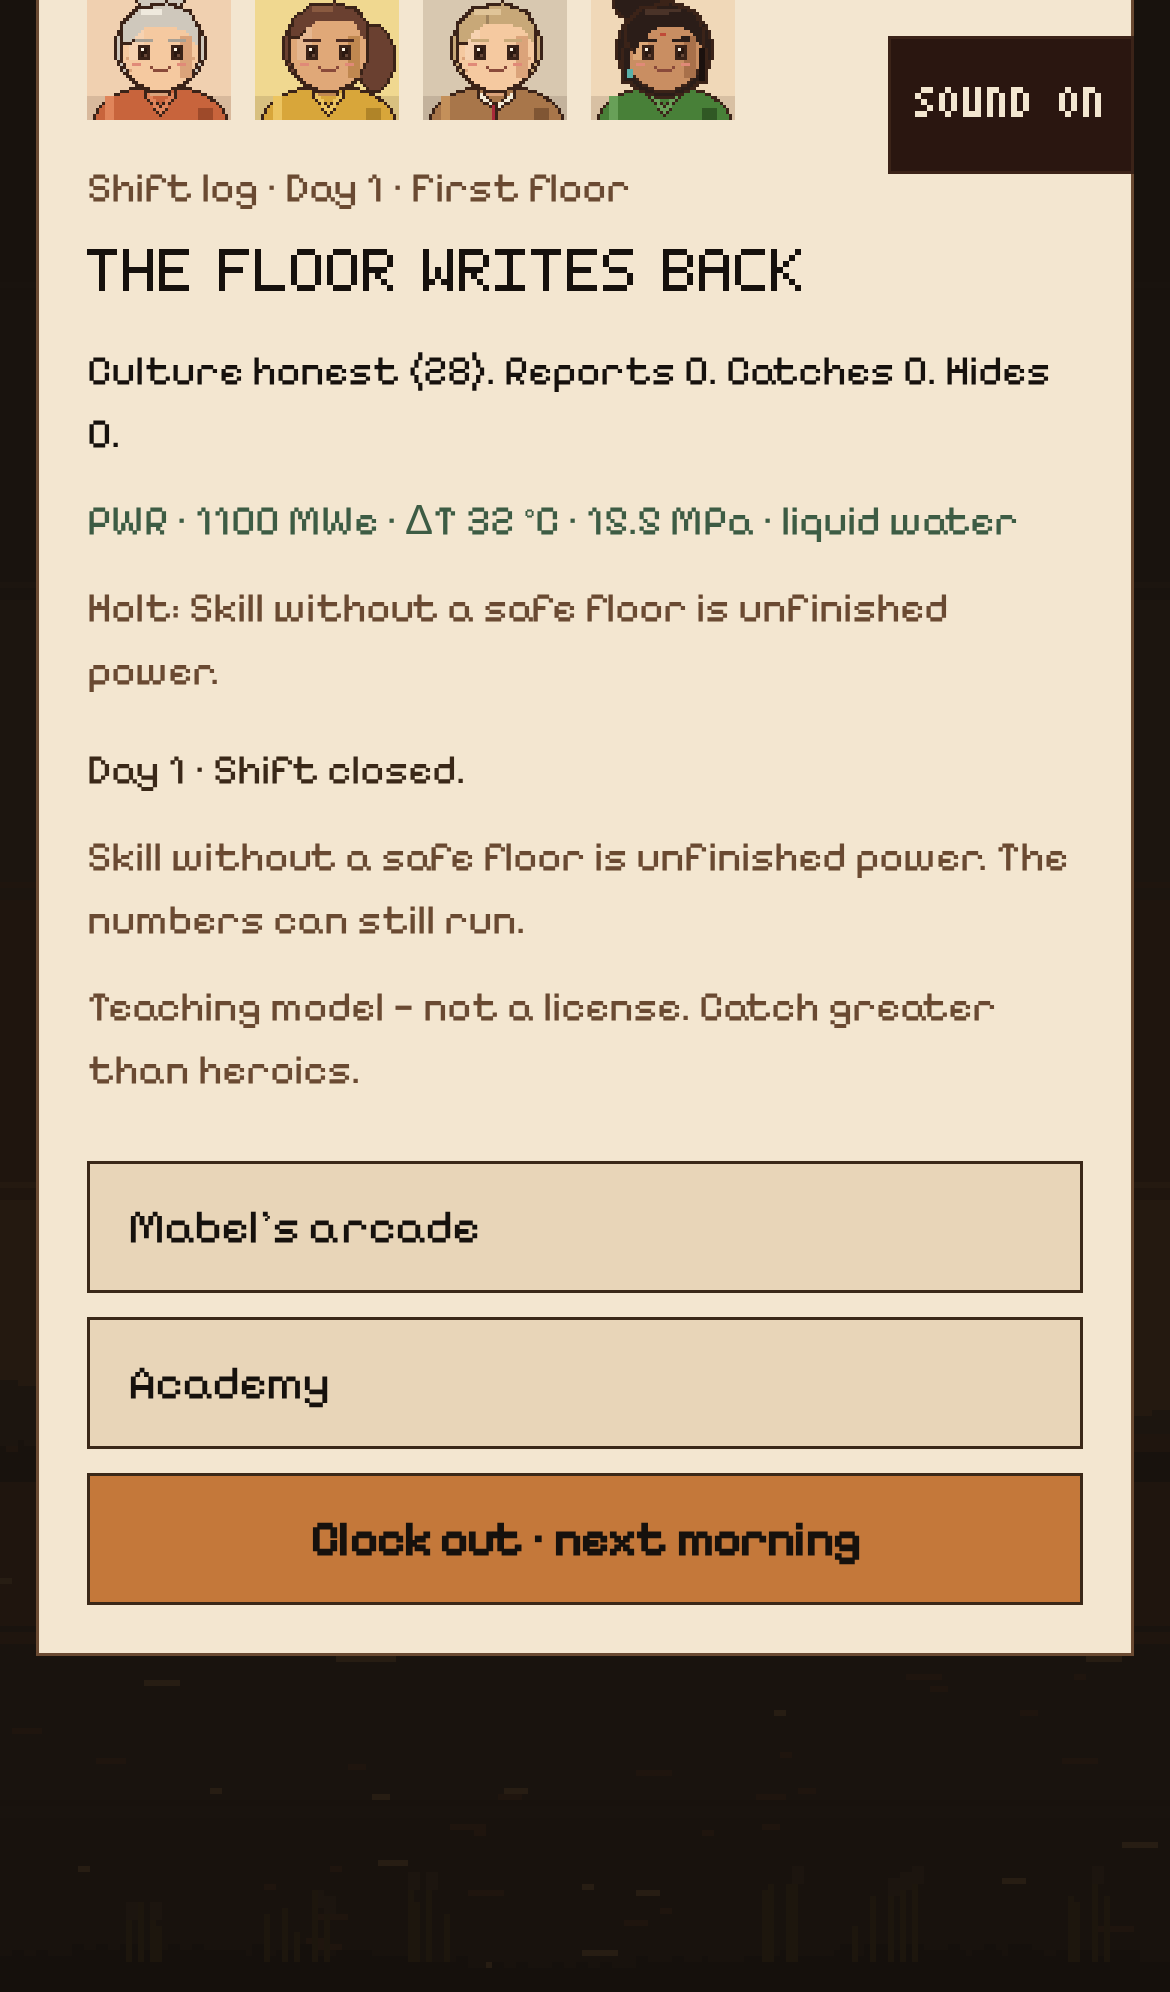 SOUND ON
Shift log · Day 1 · First floor
THE FLOOR WRITES BACK
Culture honest (28). Reports 0. Catches 0. Hides
0.
PWR · 1100 MWe · ΔT 32 °C · 15.5 MPa · liquid water
Holt: Skill without a safe floor is unfinished
power.
Day 1 · Shift closed.
Skill without a safe floor is unfinished power. The
numbers can still run.
Teaching model – not a license. Catch greater
than heroics.
Mabel's arcade
Academy
Clock out · next morning